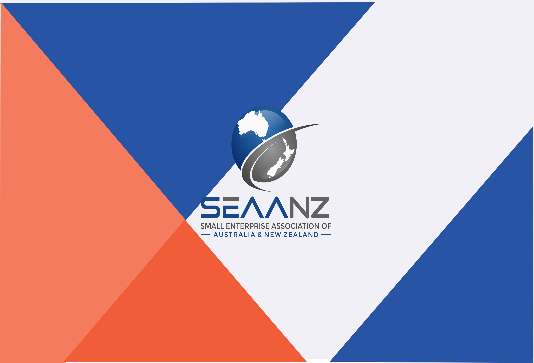 SEAANZ
SMALL ENTERPRISE ASSOCIATION OF
AUSTRALIA & NEW ZEALAND